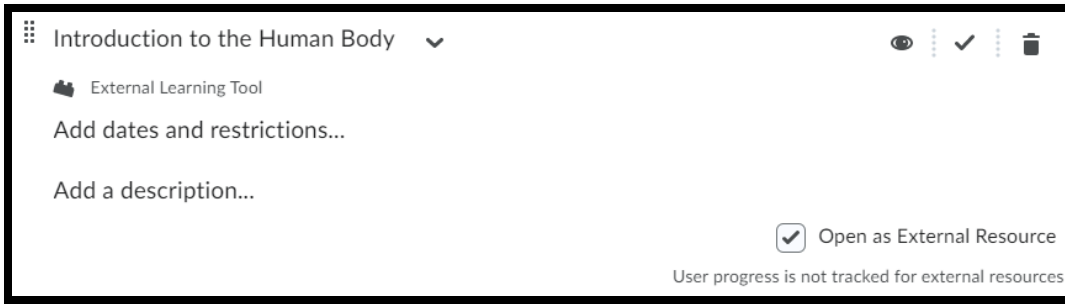 Introduction to the Human Body
External Learning Tool
Add dates and restrictions...
Add a description...
Open as External Resource
User progress is not tracked for external resources